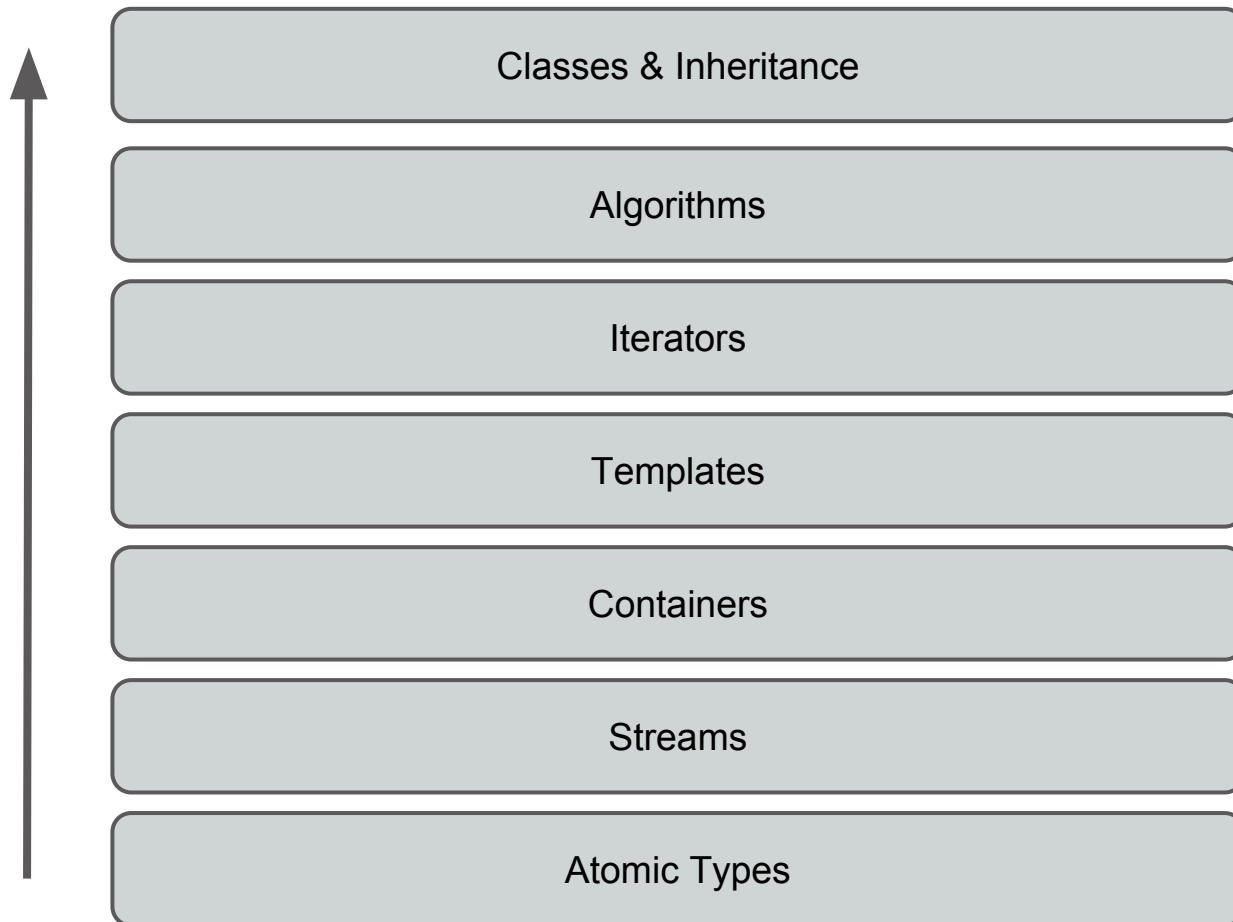 Classes & Inheritance
Algorithms
Iterators
Templates
Containers
Streams
Atomic Types